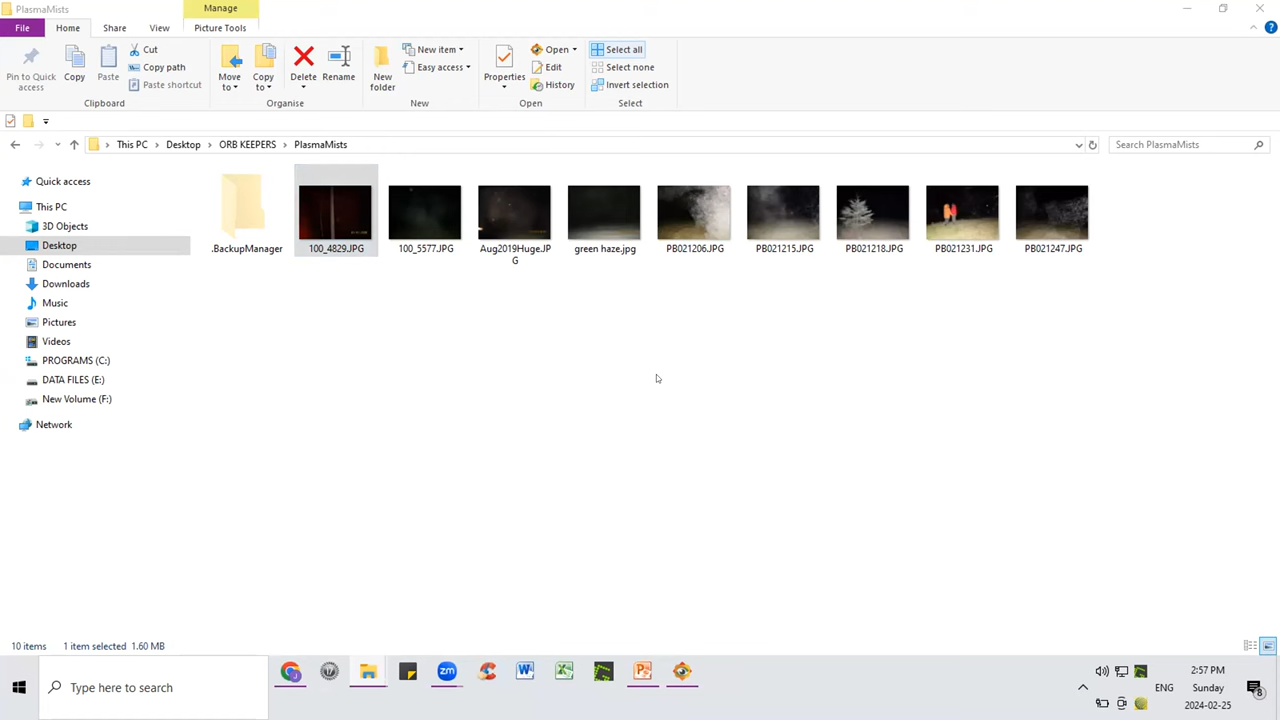 PlasmaMists
Manage
File
Home
Share
View
Picture Tools
Pin to Quick
access
Copy
Paste
Cut
Copy path
Paste shortcut
Clipboard
Move
to
Copy
to
Delete
Rename
Organise
New
folder
New item
Easy access
New
Properties
Open
Edit
History
Open
Select all
Select none
Invert selection
Select
This PC
Desktop
ORB KEEPERS
PlasmaMists
Search PlasmaMists
Quick access
This PC
3D Objects
Desktop
Documents
Downloads
Music
Pictures
Videos
PROGRAMS (C:)
DATA FILES (E:)
New Volume (F:)
Network
.BackupManager
100_4829.JPG
100_5577.JPG
Aug2019Huge.JP
G
green haze.jpg
PB021206.JPG
PB021215.JPG
PB021218.JPG
PB021231.JPG
PB021247.JPG
10 items
1 item selected 1.60 MB
Type here to search
zm
W
X
P
ENG
2:57 PM
Sunday
2024-02-25
8